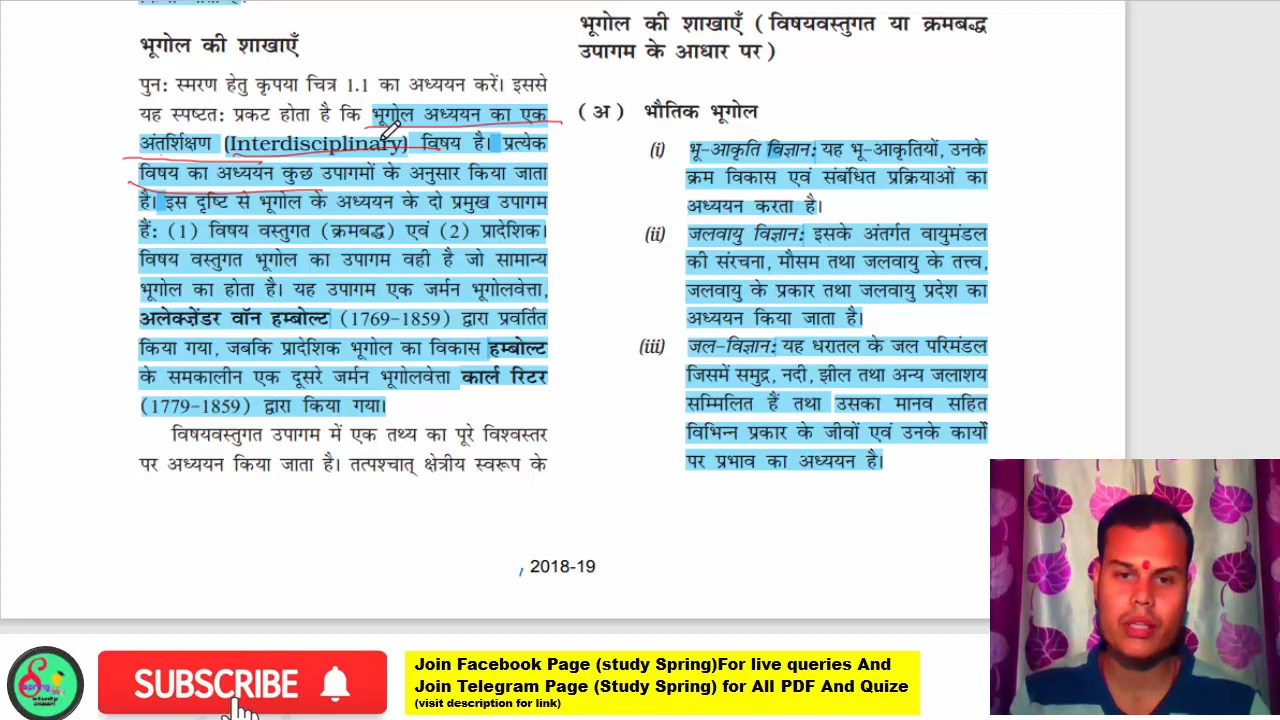 भूगोल की शाखाएँ
पुन: स्मरण हेतु कृपया चित्र 1.1 का अध्ययन करें। इससे
यह स्पष्टत: प्रकट होता है कि भूगोल अध्ययन का एक
अंतर्शिक्षण (Interdisciplinary) विषय है। प्रत्येक
विषय का अध्ययन कुछ उपागमों के अनुसार किया जाता
है। इस दृष्टि से भूगोल के अध्ययन के दो प्रमुख उपागम
हैं: (1) विषय वस्तुगत (क्रमबद्ध) एवं (2) प्रादेशिक।
विषय वस्तुगत भूगोल का उपागम वही है जो सामान्य
भूगोल का होता है। यह उपागम एक जर्मन भूगोलवेत्ता,
अलेक्ज़ेंडर वॉन हम्बोल्ट (1769-1859) द्वारा प्रवर्तित
किया गया, जबकि प्रादेशिक भूगोल का विकास हम्बोल्ट
के समकालीन एक दूसरे जर्मन भूगोलवेत्ता कार्ल रिटर
(1779-1859) द्वारा किया गया।
विषयवस्तुगत उपागम में एक तथ्य का पूरे विश्वस्तर
पर अध्ययन किया जाता है। तत्पश्चात् क्षेत्रीय स्वरूप के
भूगोल की शाखाएँ (विषयवस्तुगत या क्रमबद्ध
उपागम के आधार पर)
(अ) भौतिक भूगोल
(i) भू-आकृति विज्ञान: यह भू-आकृतियों, उनके
क्रम विकास एवं संबंधित प्रक्रियाओं का
अध्ययन करता है।
(ii) जलवायु विज्ञान: इसके अंतर्गत वायुमंडल
की संरचना, मौसम तथा जलवायु के तत्त्व,
जलवायु के प्रकार तथा जलवायु प्रदेश का
अध्ययन किया जाता है।
(iii) जल-विज्ञान: यह धरातल के जल परिमंडल
जिसमें समुद्र, नदी, झील तथा अन्य जलाशय
सम्मिलित हैं तथा उसका मानव सहित
विभिन्न प्रकार के जीवों एवं उनके कार्यों
पर प्रभाव का अध्ययन है।
2018-19
Spring
study
SUBSCRIBE
Join Facebook Page (study Spring)For live queries And
Join Telegram Page (Study Spring) for All PDF And Quize
(visit description for link)